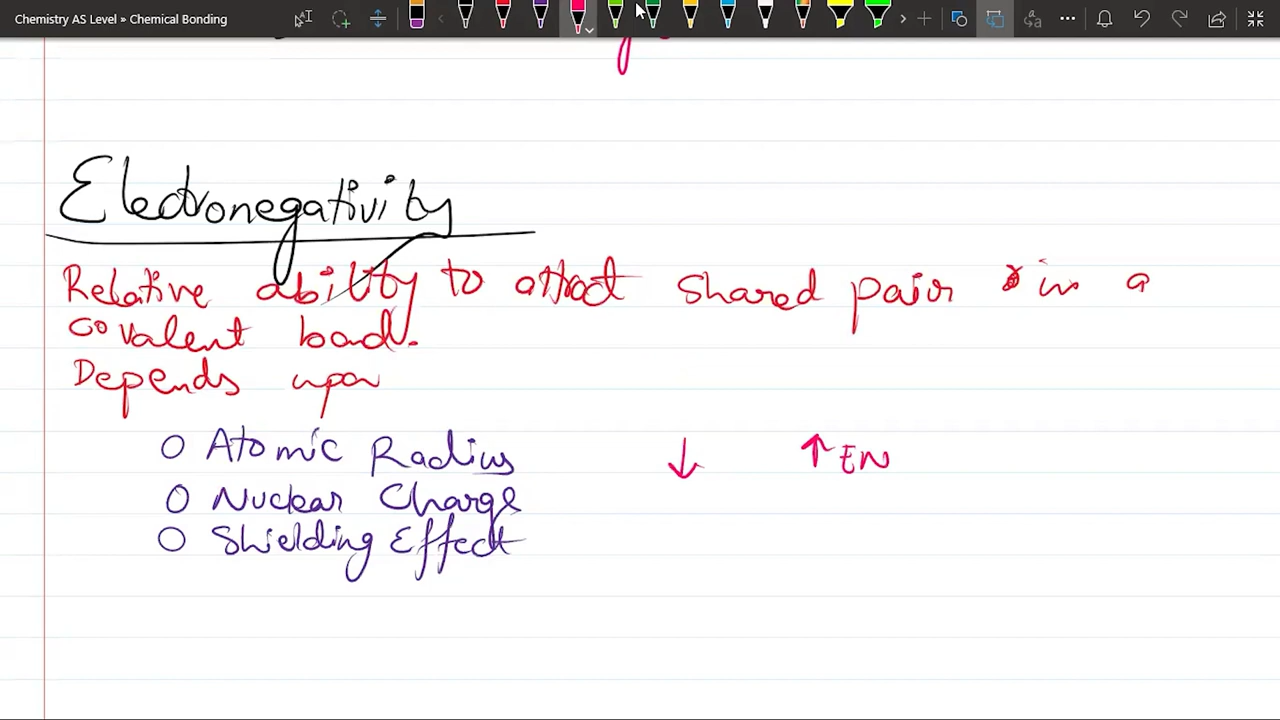 Chemistry AS Level » Chemical Bonding
Electronegativity
Relative ability to attract shared pair in a
covalent bond.
Depends upon
O Atomic Radius ↓ ↑ EN
O Nuclear Charge
O Shielding Effect